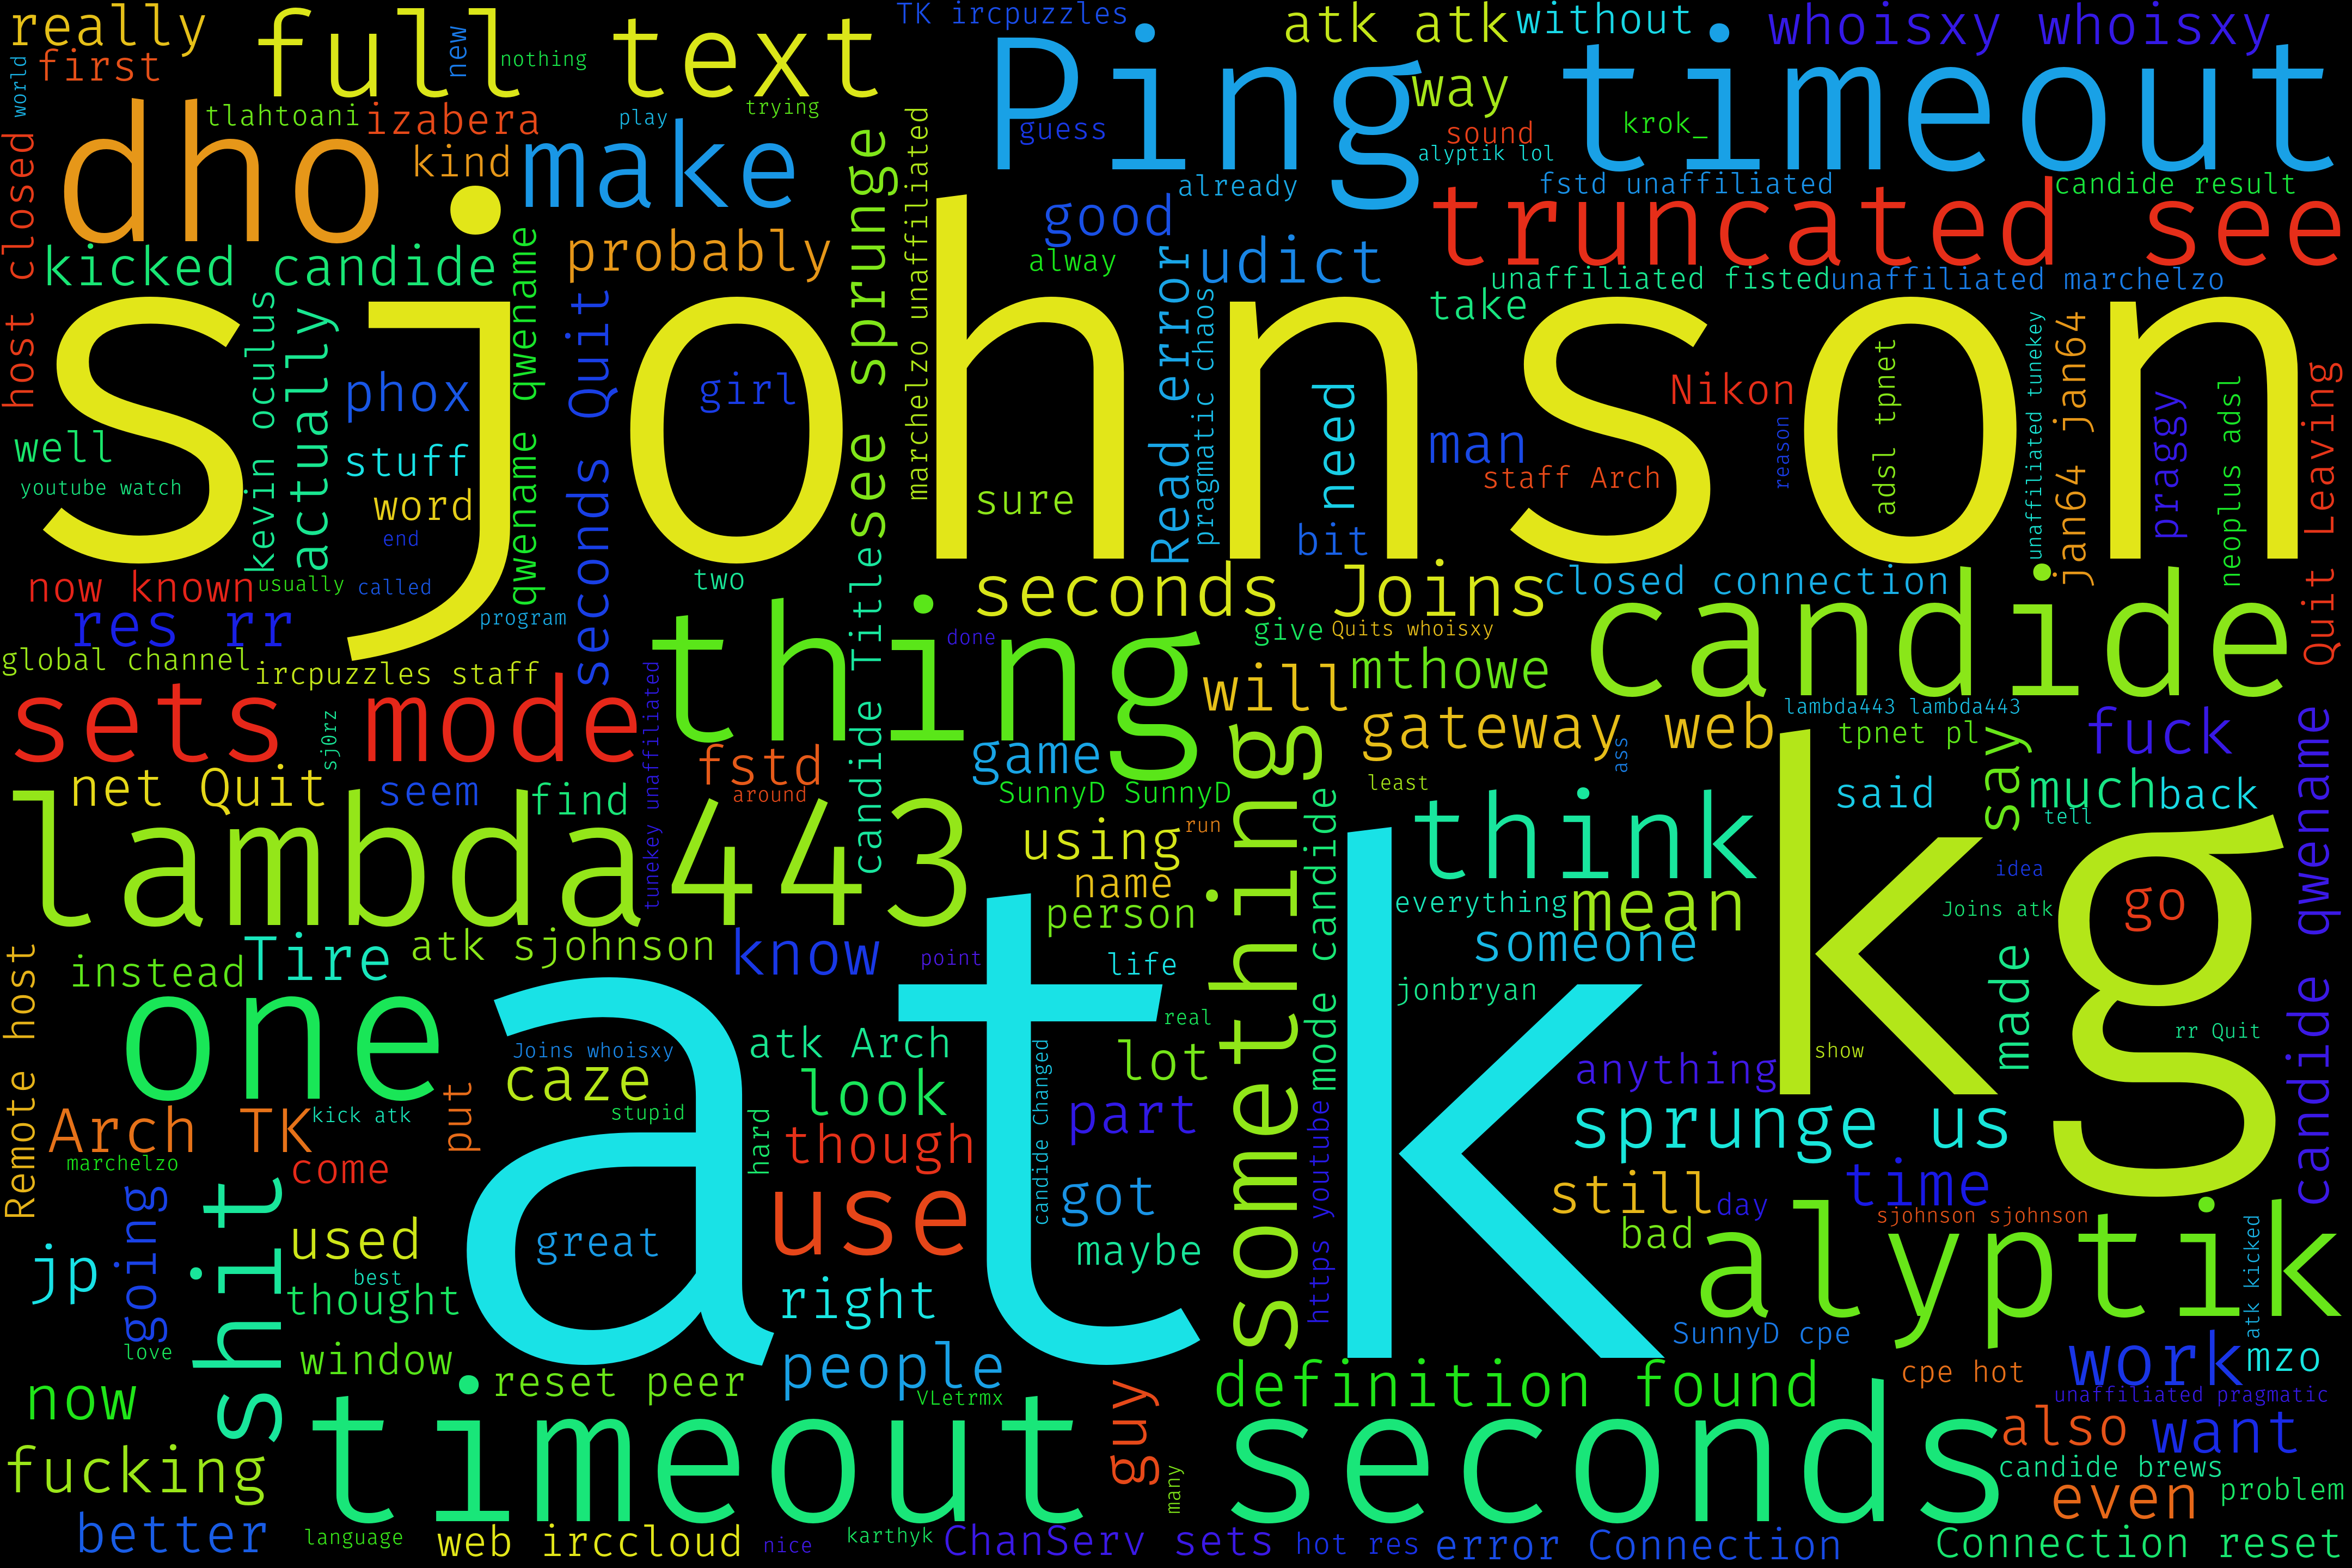 really
first
world
full text
new
nothing
TK ircpuzzles
Ping timeout
atk atk
without
whoisxy whoisxy
way
sound
krok_
alyptik lol
guess
already
fstd unaffiliated
candide result
truncated see
dho
tlahtoani
izabera
play
trying
kind
make
host closed
kicked candide
probably
see sprunge
marchelzo unaffiliated
good
alway
udict
Read error
pragmatic chaos
take
unaffiliated fisted
unaffiliated marchelzo
sjohnson
kevin oculus
actually
phox
stuff
word
end
qwename qwename
seconds Quit
girl
sure
need
bit
man
Nikon
staff Arch
reason
adsl tpnet
unaffiliated tunekey
jan64 jan64
praggy
neoplus adsl
Quit Leaving
well
youtube watch
now known
usually
called
program
two
res rr
global channel
ircpuzzles staff
candide Title
seconds Joins
closed connection
thing
done
give
Quits whoisxy
candide
will
mthowe
gateway web
lambda443 lambda443
tpnet pl
fuck
sets mode
sj0rz
tunekey unaffiliated
net Quit
seem
find
fstd
around
game
SunnyD SunnyD
least
ass
said
say
much
back
tell
lambda443
using
run
name
person
something
mode candide
think
everything
mean
someone
jonbryan
kg
idea
Joins atk
go
made
rr Quit
candide qwename
Remote host
instead
Tire
atk sjohnson
know
point
life
real
one
atk
Joins whoisxy
caze
stupid
atk Arch
look
hard
though
candide Changed
lot
part
https youtube
anything
show
sprunge us
Arch TK
kick atk
put
marchelzo
come
shit
going
jp
used
best
thought
love
great
use
got
maybe
right
still
day
time
bad
sjohnson sjohnson
alyptik
atk kicked
SunnyD cpe
window
reset peer
people
VLetrmx
guy
definition found
cpe hot
work
mzo
unaffiliated pragmatic
now
timeout seconds
many
also
want
candide brews
fucking
even
problem
better
language
web irccloud
nice
karthyk
ChanServ sets
hot res
error Connection
Connection reset